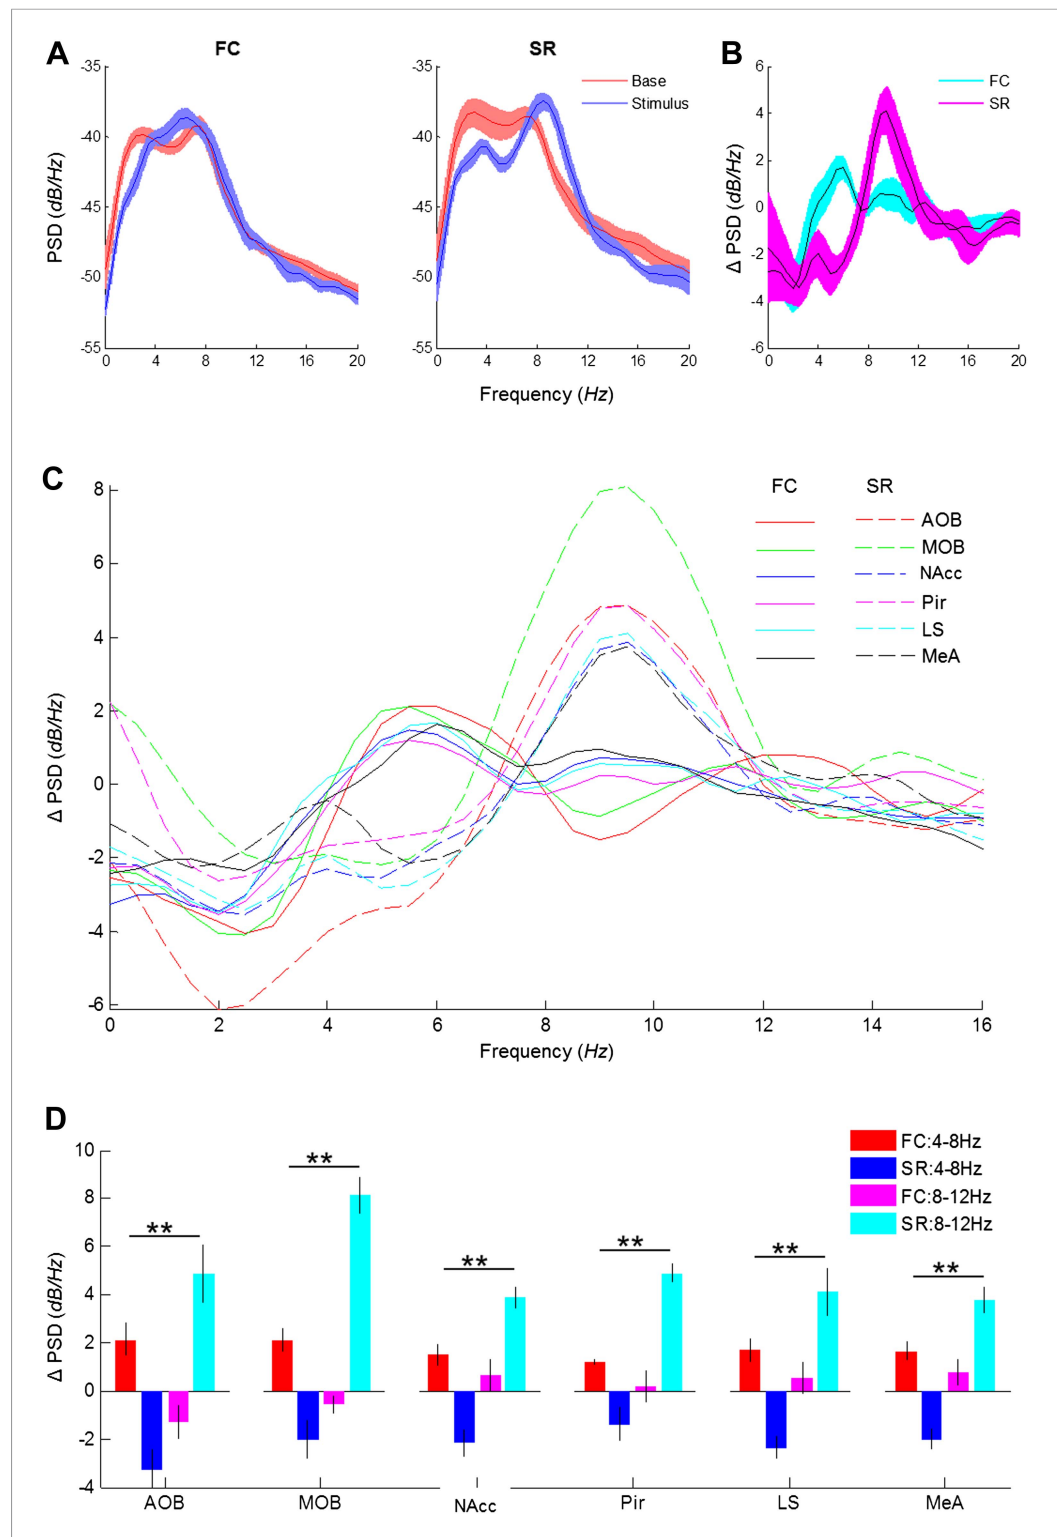 A
FC
SR
B
Base
Stimulus
FC
SR
PSD (dB/Hz)
-35
-40
-45
-50
-55
0 4 8 12 16 20
-35
-40
-45
-50
-55
0 4 8 12 16 20
Frequency (Hz)
Δ PSD (dB/Hz)
6
4
2
0
-2
-4
-6
0 4 8 12 16 20
C
FC SR
AOB
MOB
NAcc
Pir
LS
MeA
Δ PSD (dB/Hz)
8
6
4
2
0
-2
-4
-6
0 2 4 6 8 10 12 14 16
Frequency (Hz)
D
FC:4-8Hz
SR:4-8Hz
FC:8-12Hz
SR:8-12Hz
Δ PSD (dB/Hz)
10
8
6
4
2
0
-2
-4
** ** ** ** ** **
AOB MOB NAcc Pir LS MeA